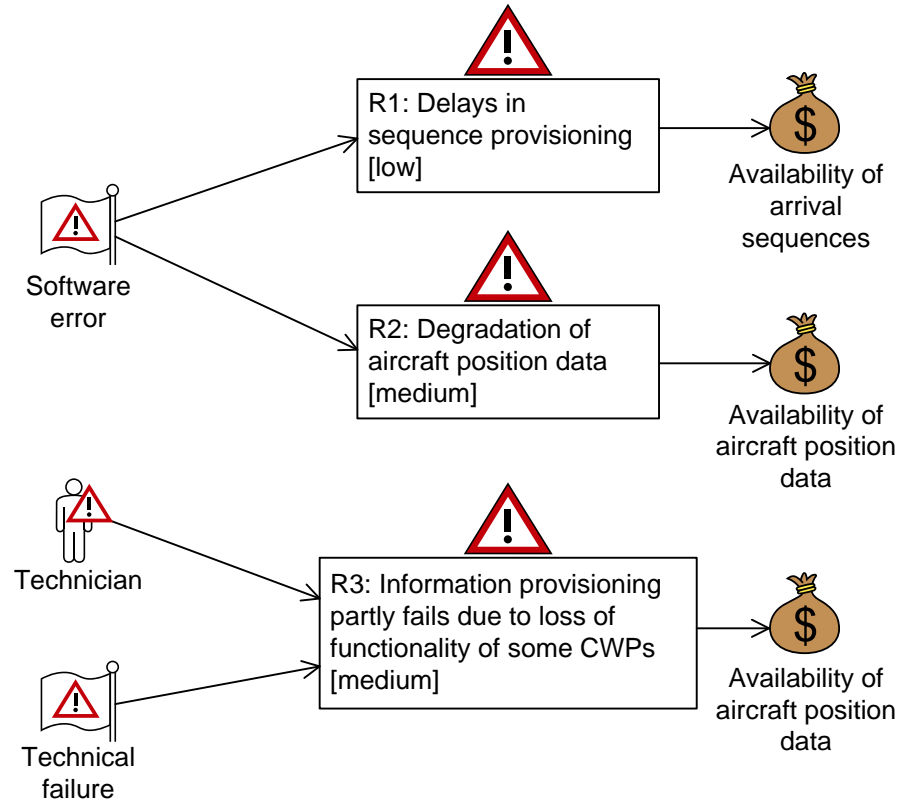 R1: Delays in
sequence provisioning
[low]
$
Availability of
arrival
sequences
Software
error
R2: Degradation of
aircraft position data
[medium]
$
Availability of
aircraft position
data
Technician
R3: Information provisioning
partly fails due to loss of
functionality of some CWPs
[medium]
$
Availability of
aircraft position
data
Technical
failure